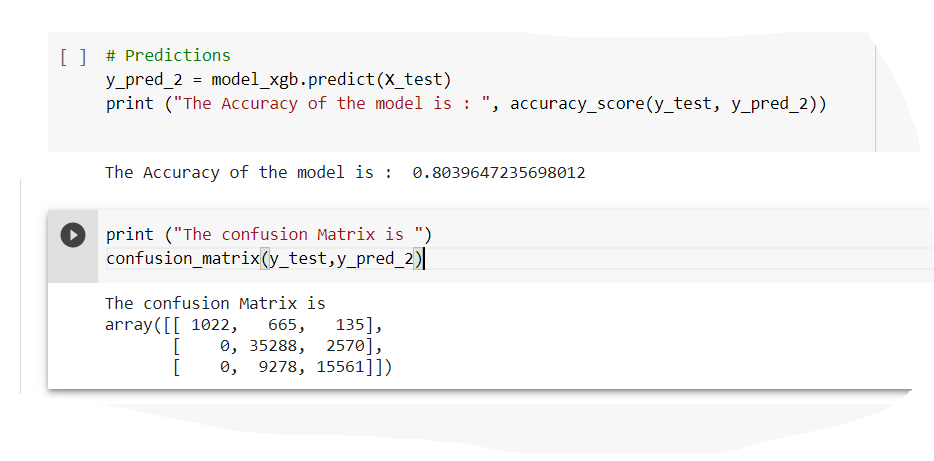 [ ] # Predictions
y_pred_2 = model_xgb.predict(X_test)
print ("The Accuracy of the model is : ", accuracy_score(y_test, y_pred_2))
The Accuracy of the model is :  0.8039647235698012
print ("The confusion Matrix is ")
confusion_matrix(y_test,y_pred_2)
The confusion Matrix is
array([[ 1022,   665,   135],
       [    0, 35288,  2570],
       [    0,  9278, 15561]])